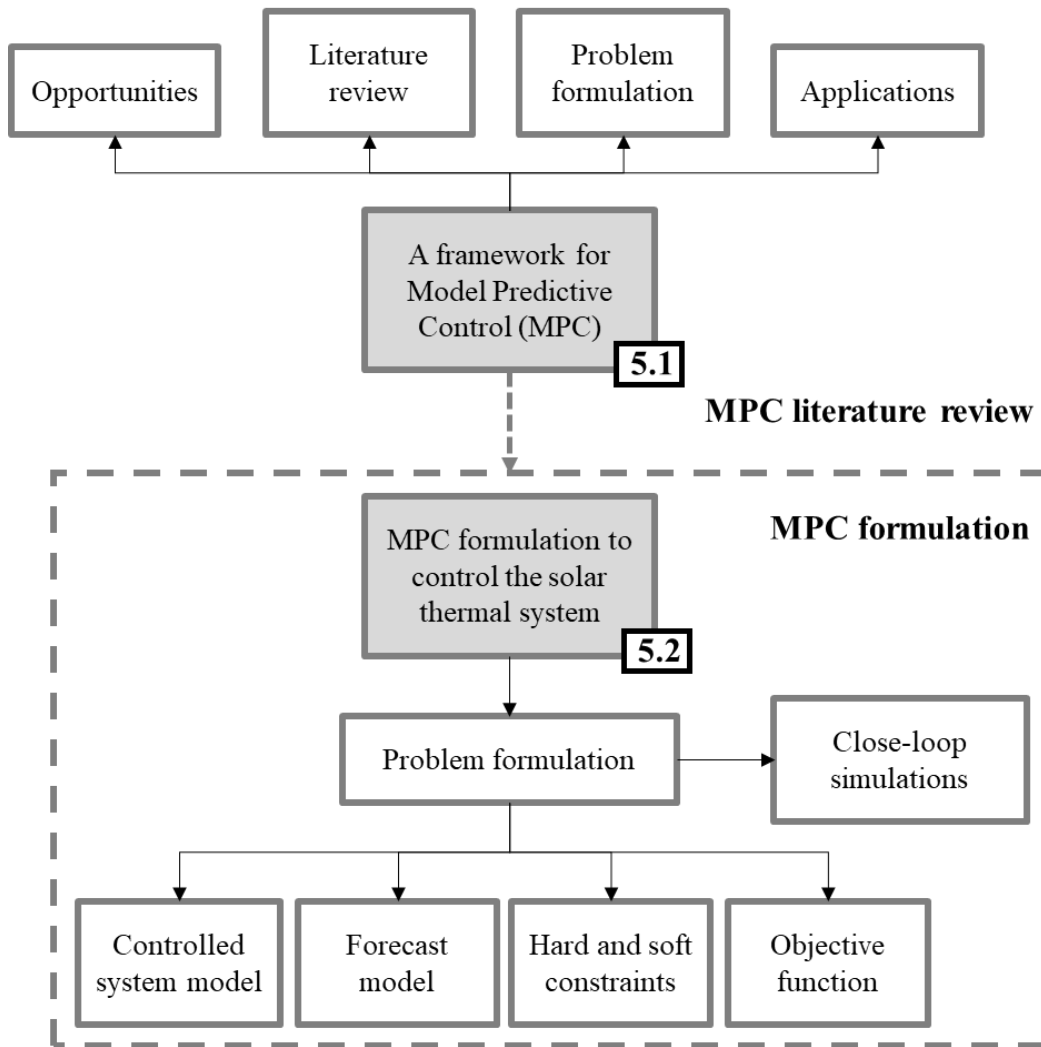 Opportunities
Literature
review
Problem
formulation
Applications
A framework for
Model Predictive
Control (MPC)
5.1
MPC literature review
MPC formulation
MPC formulation to
control the solar
thermal system
5.2
Problem formulation
Close-loop
simulations
Controlled
system model
Forecast
model
Hard and soft
constraints
Objective
function